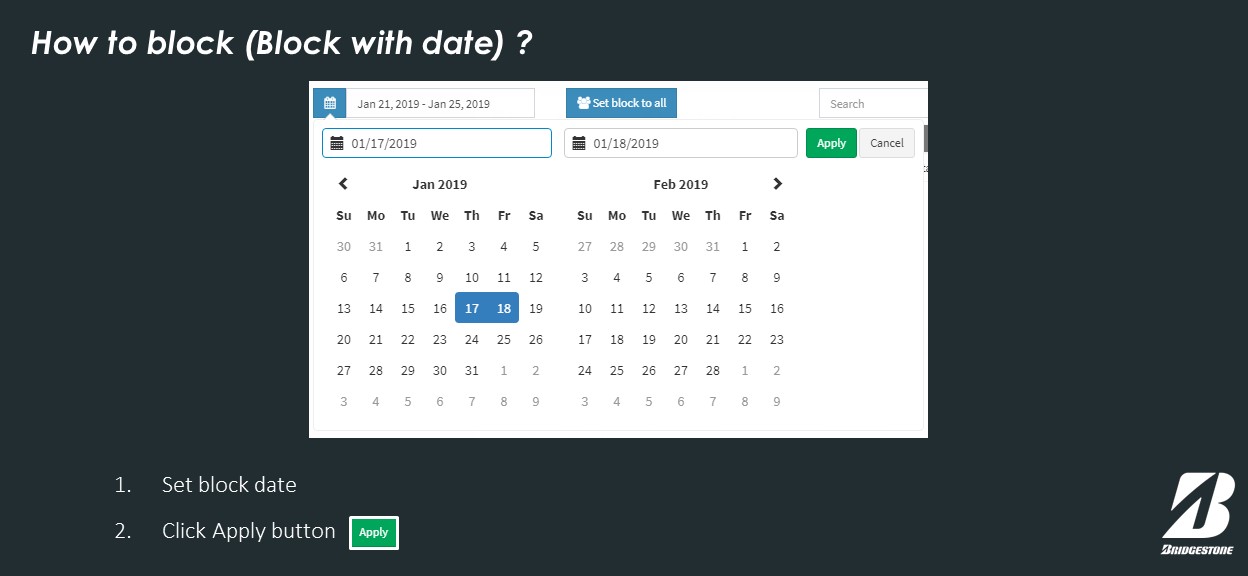 How to block (Block with date) ?
Jan 21, 2019 - Jan 25, 2019 Set block to all Search
01/17/2019 01/18/2019 Apply Cancel
Jan 2019 Feb 2019
Su Mo Tu We Th Fr Sa Su Mo Tu We Th Fr Sa
30 31 1 2 3 4 5 27 28 29 30 31 1 2
6 7 8 9 10 11 12 3 4 5 6 7 8 9
13 14 15 16 17 18 19 10 11 12 13 14 15 16
20 21 22 23 24 25 26 17 18 19 20 21 22 23
27 28 29 30 31 1 2 24 25 26 27 28 1 2
3 4 5 6 7 8 9 3 4 5 6 7 8 9
1. Set block date
2. Click Apply button Apply
BRIDGESTONE